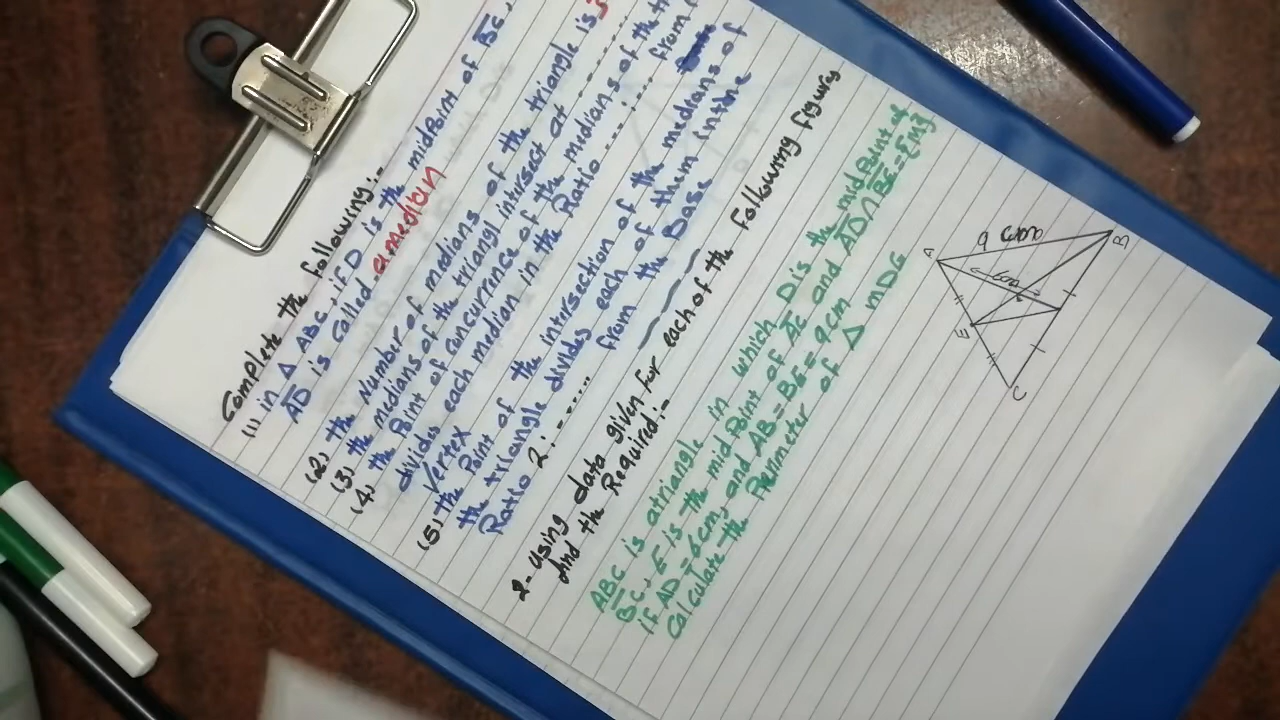 Complete the following:-
(1) in Δ ABC, if D is the midpoint of BC,
AD is called a median
(2) the Number of medians of the triangle is 3
(3) the medians of the triangl intersect at ........
(4) the Point of concurrence of the medians of the
divides each median in the Ratio ....:.... from
Vertex
(5) the Point of the intersection of the medians of
the triangle divides each of them in the
Ratio 2:...... from the base
2- Using data given for each of the following figures
And the Required:-
ABC is atriangle in which D is the midpoint of
BC, E is the midpoint of AC and AD∩BE={M}
if AD = 6cm, and AB=BE=9cm
Calculate the Perimeter of Δ MDG
A
9 cm
B
6cm
E
C